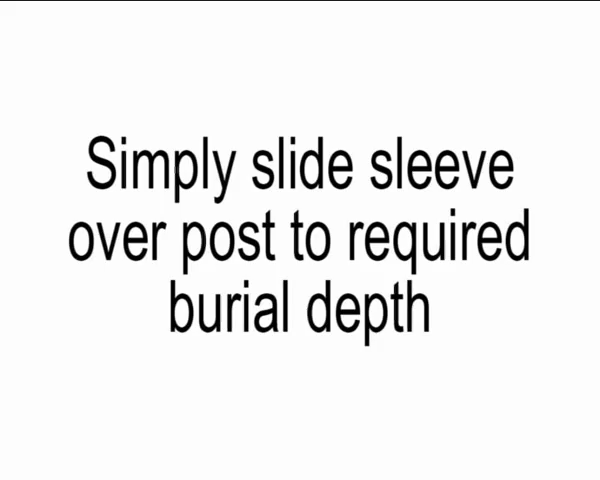 Simply slide sleeve
over post to required
burial depth